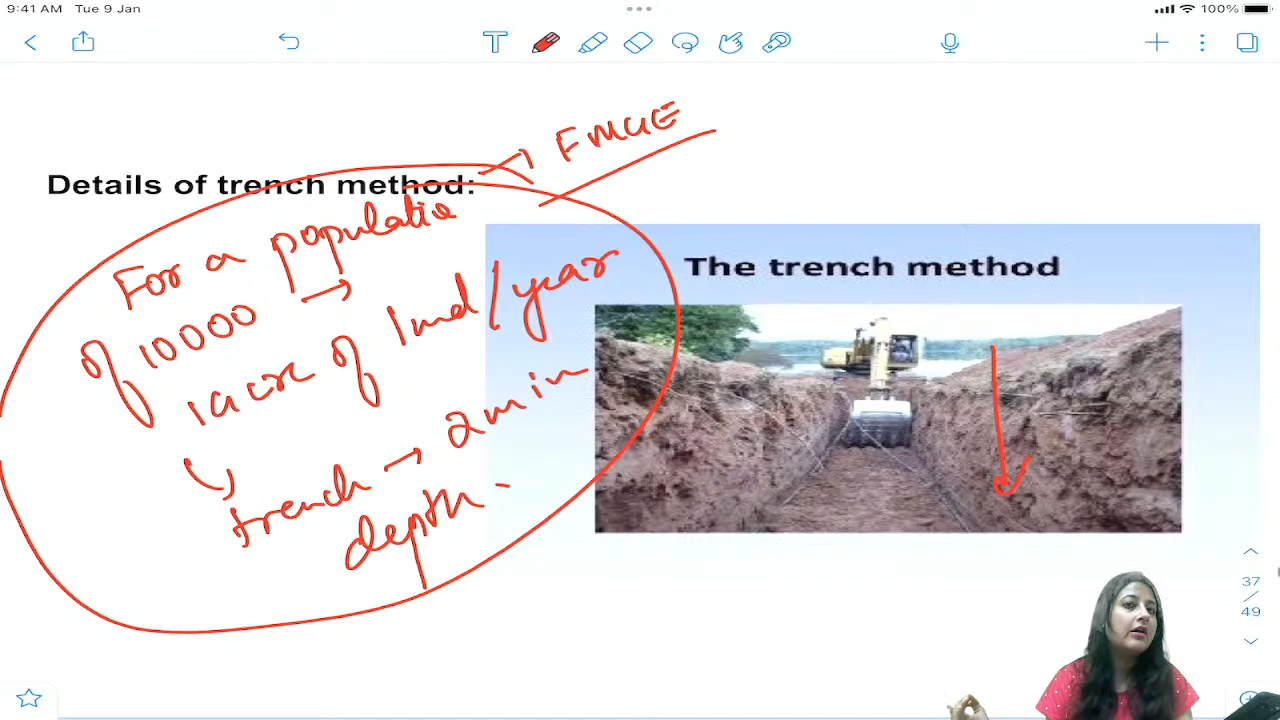 9:41 AM Tue 9 Jan
100%
T
→ FMGE
Details of trench method:
The trench method
For a populatio
of 10000 →
1 acre of land/year
trench → 2m in
depth
37
/
49